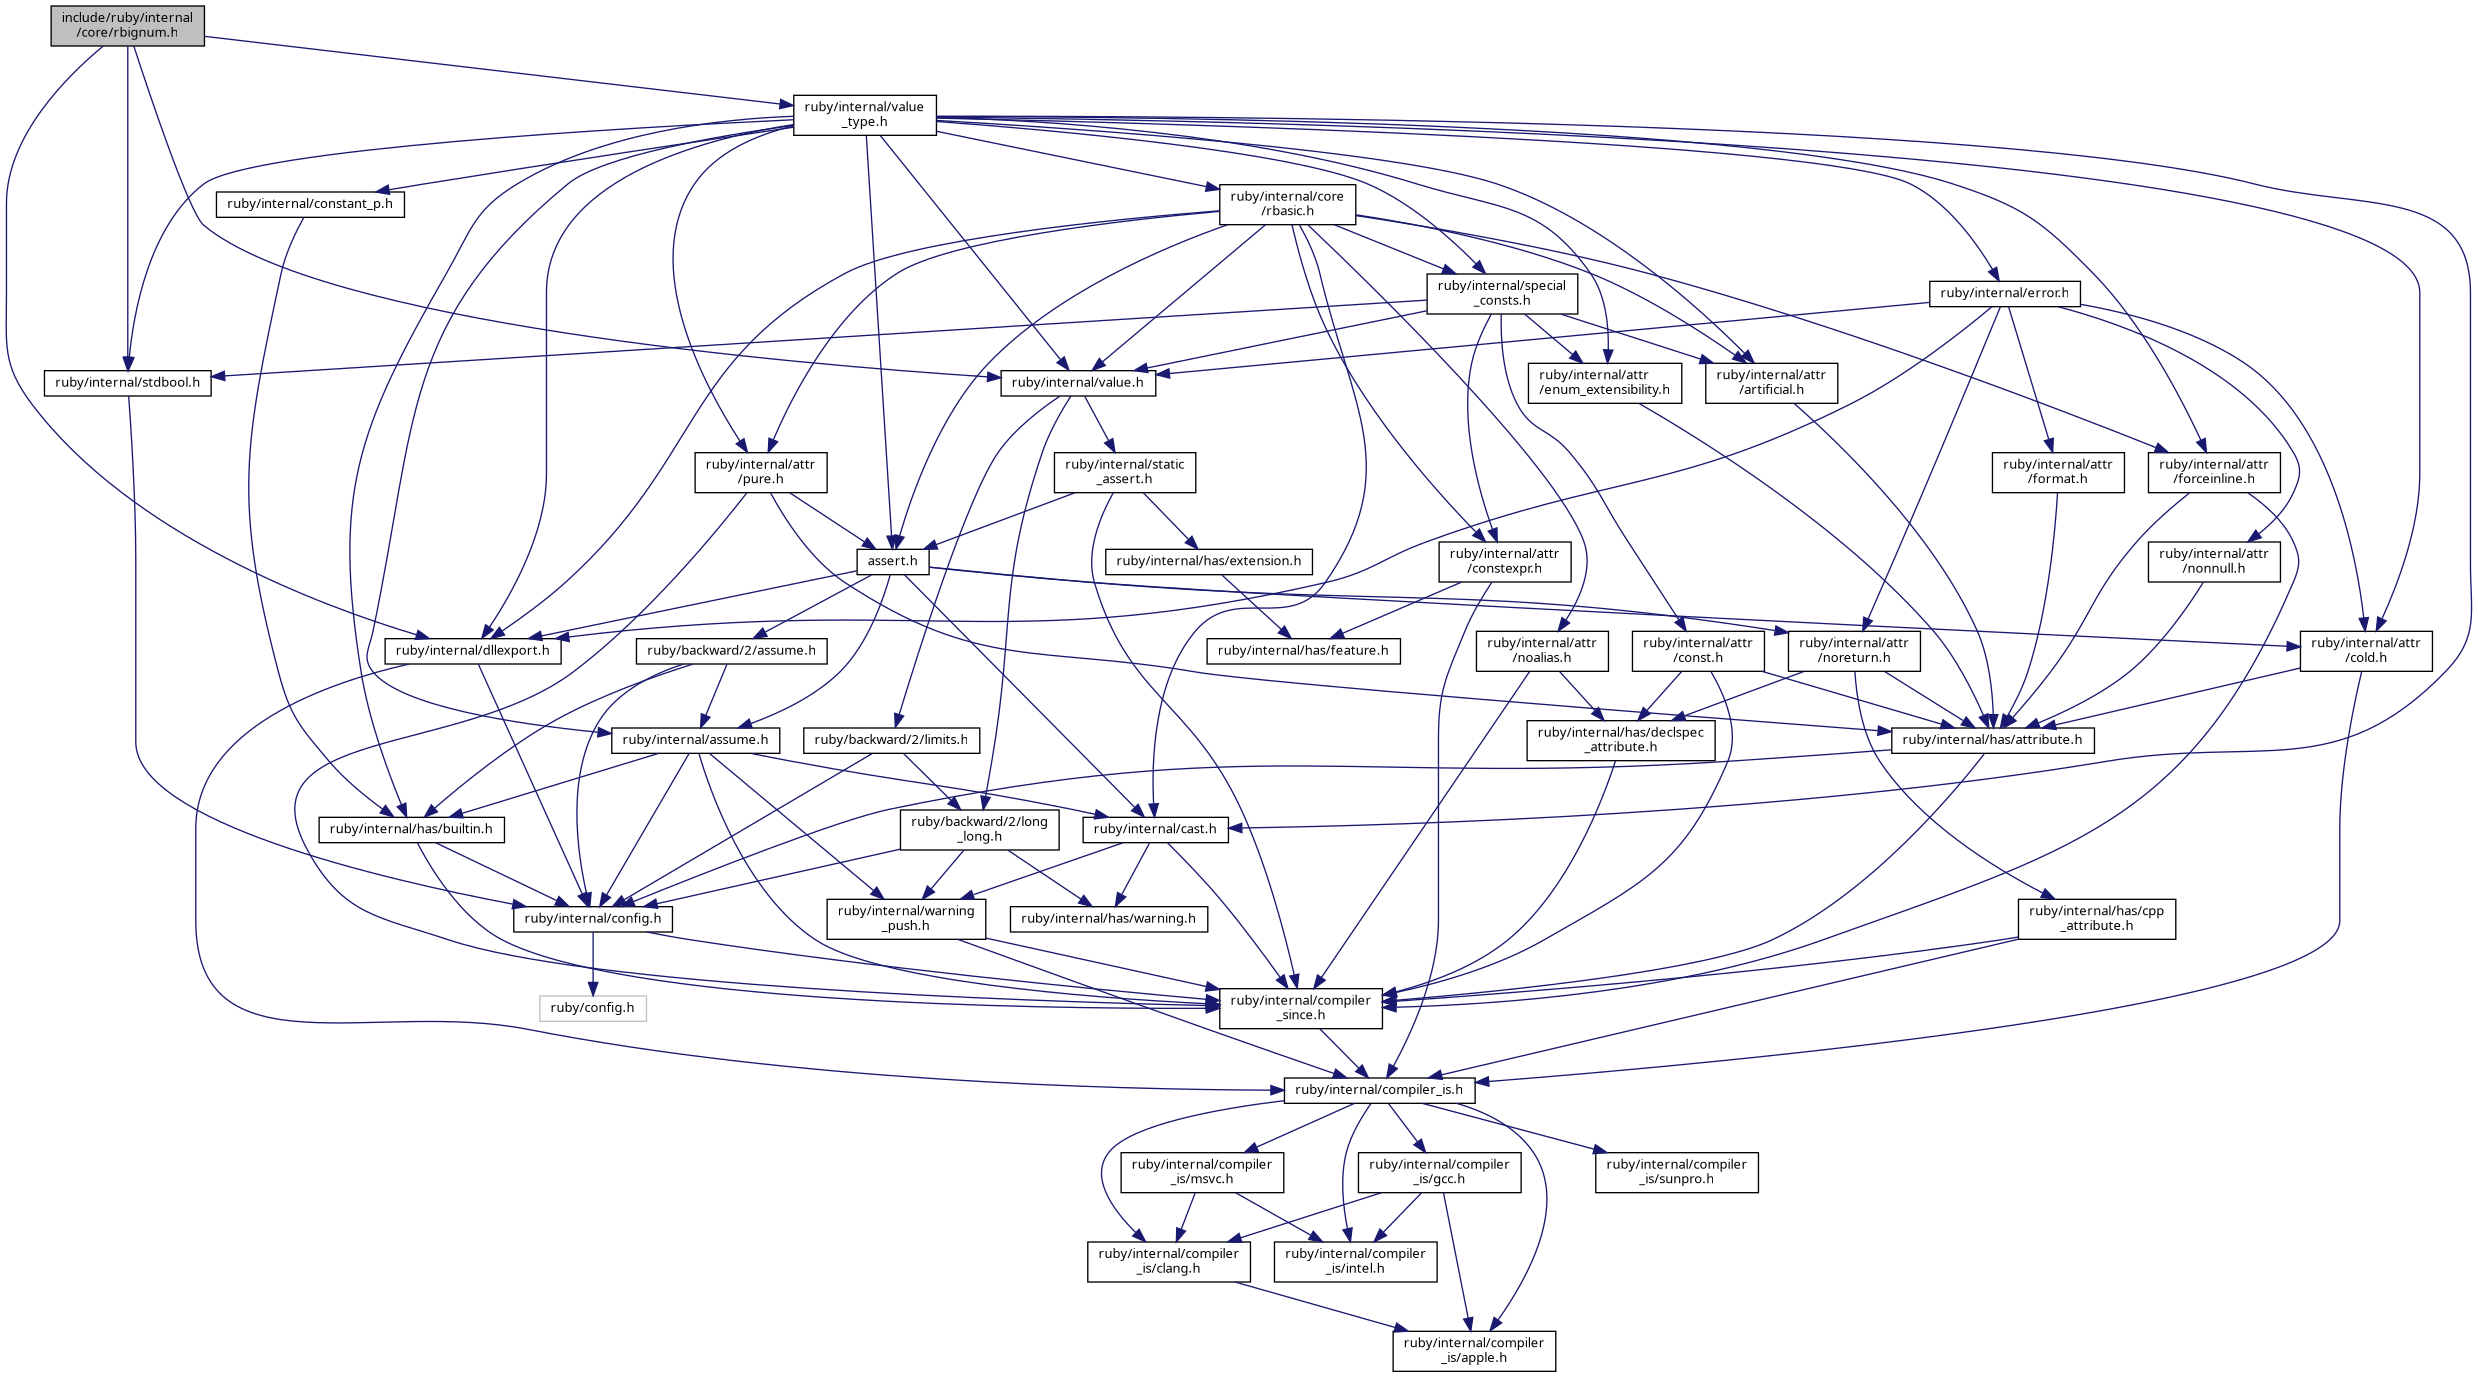 include/ruby/internal
/core/rbignum.h
ruby/internal/value
_type.h
ruby/internal/constant_p.h
ruby/internal/core
/rbasic.h
ruby/internal/special
_consts.h
ruby/internal/error.h
ruby/internal/stdbool.h
ruby/internal/value.h
ruby/internal/attr
/enum_extensibility.h
ruby/internal/attr
/artificial.h
ruby/internal/attr
/pure.h
ruby/internal/static
_assert.h
ruby/internal/attr
/format.h
ruby/internal/attr
/forceinline.h
assert.h
ruby/internal/has/extension.h
ruby/internal/attr
/constexpr.h
ruby/internal/attr
/nonnull.h
ruby/internal/dllexport.h
ruby/backward/2/assume.h
ruby/internal/has/feature.h
ruby/internal/attr
/noalias.h
ruby/internal/attr
/const.h
ruby/internal/attr
/noreturn.h
ruby/internal/attr
/cold.h
ruby/internal/assume.h
ruby/backward/2/limits.h
ruby/internal/has/declspec
_attribute.h
ruby/internal/has/attribute.h
ruby/internal/has/builtin.h
ruby/backward/2/long
_long.h
ruby/internal/cast.h
ruby/internal/config.h
ruby/internal/warning
_push.h
ruby/internal/has/warning.h
ruby/internal/has/cpp
_attribute.h
ruby/config.h
ruby/internal/compiler
_since.h
ruby/internal/compiler_is.h
ruby/internal/compiler
_is/msvc.h
ruby/internal/compiler
_is/gcc.h
ruby/internal/compiler
_is/sunpro.h
ruby/internal/compiler
_is/clang.h
ruby/internal/compiler
_is/intel.h
ruby/internal/compiler
_is/apple.h